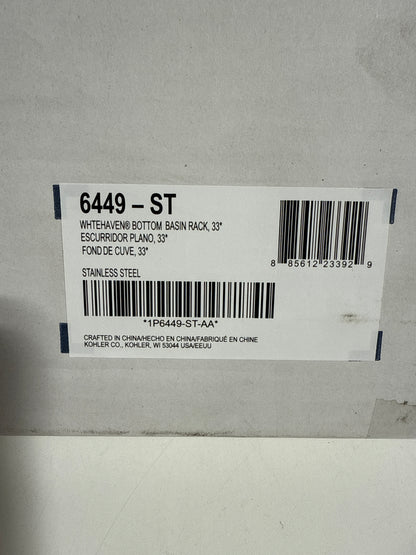 6449 – ST
WHTEHAVEN® BOTTOM BASIN RACK, 33"
ESCURRIDOR PLANO, 33"
FOND DE CUVE, 33"
STAINLESS STEEL
8 85612 23392 9
*1P6449-ST-AA*
CRAFTED IN CHINA/HECHO EN CHINA/FABRIQUÉ EN CHINE
KOHLER CO., KOHLER, WI 53044 USA/EEUU